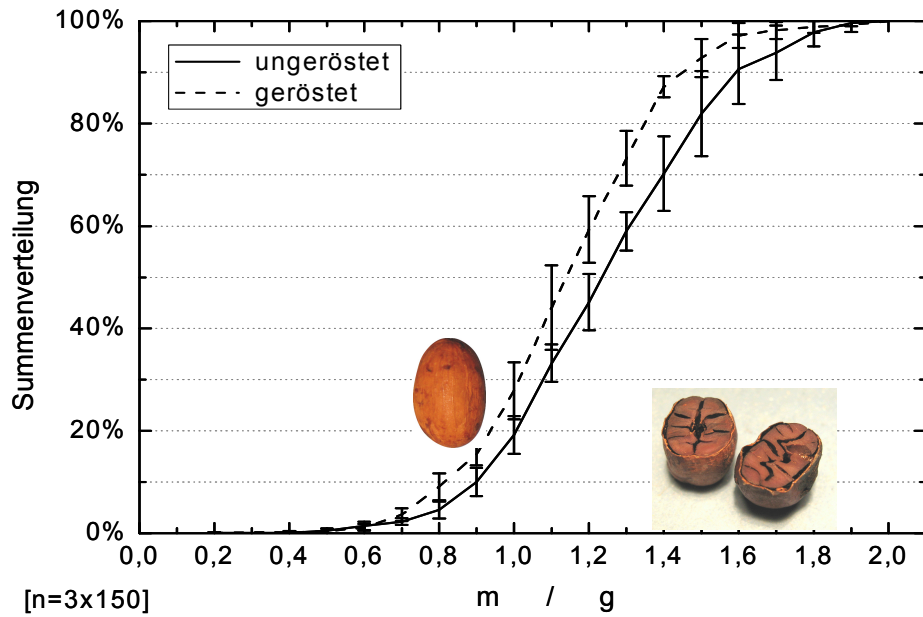 100%
80%
60%
40%
20%
0%
Summenverteilung
ungeröstet
geröstet
0,0 0,2 0,4 0,6 0,8 1,0 1,2 1,4 1,6 1,8 2,0
m / g
[n=3x150]